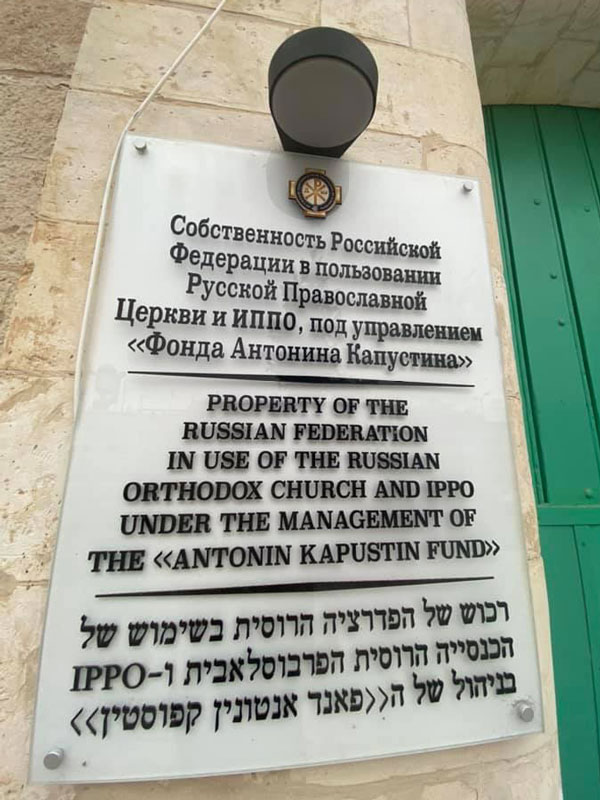 Собственность Российской
Федерации в пользовании
Русской Православной
Церкви и ИППО, под управлением
«Фонда Антонина Капустина»
PROPERTY OF THE
RUSSIAN FEDERATION
IN USE OF THE RUSSIAN
ORTHODOX CHURCH AND IPPO
UNDER THE MANAGEMENT OF
THE «ANTONIN KAPUSTIN FUND»
רכוש של הפדרציה הרוסית בשימוש של
הכנסייה הרוסית הפרבוסלאבית ו-IPPO
בניהול של ה<<פאנד אנטונין קפוסטין>>